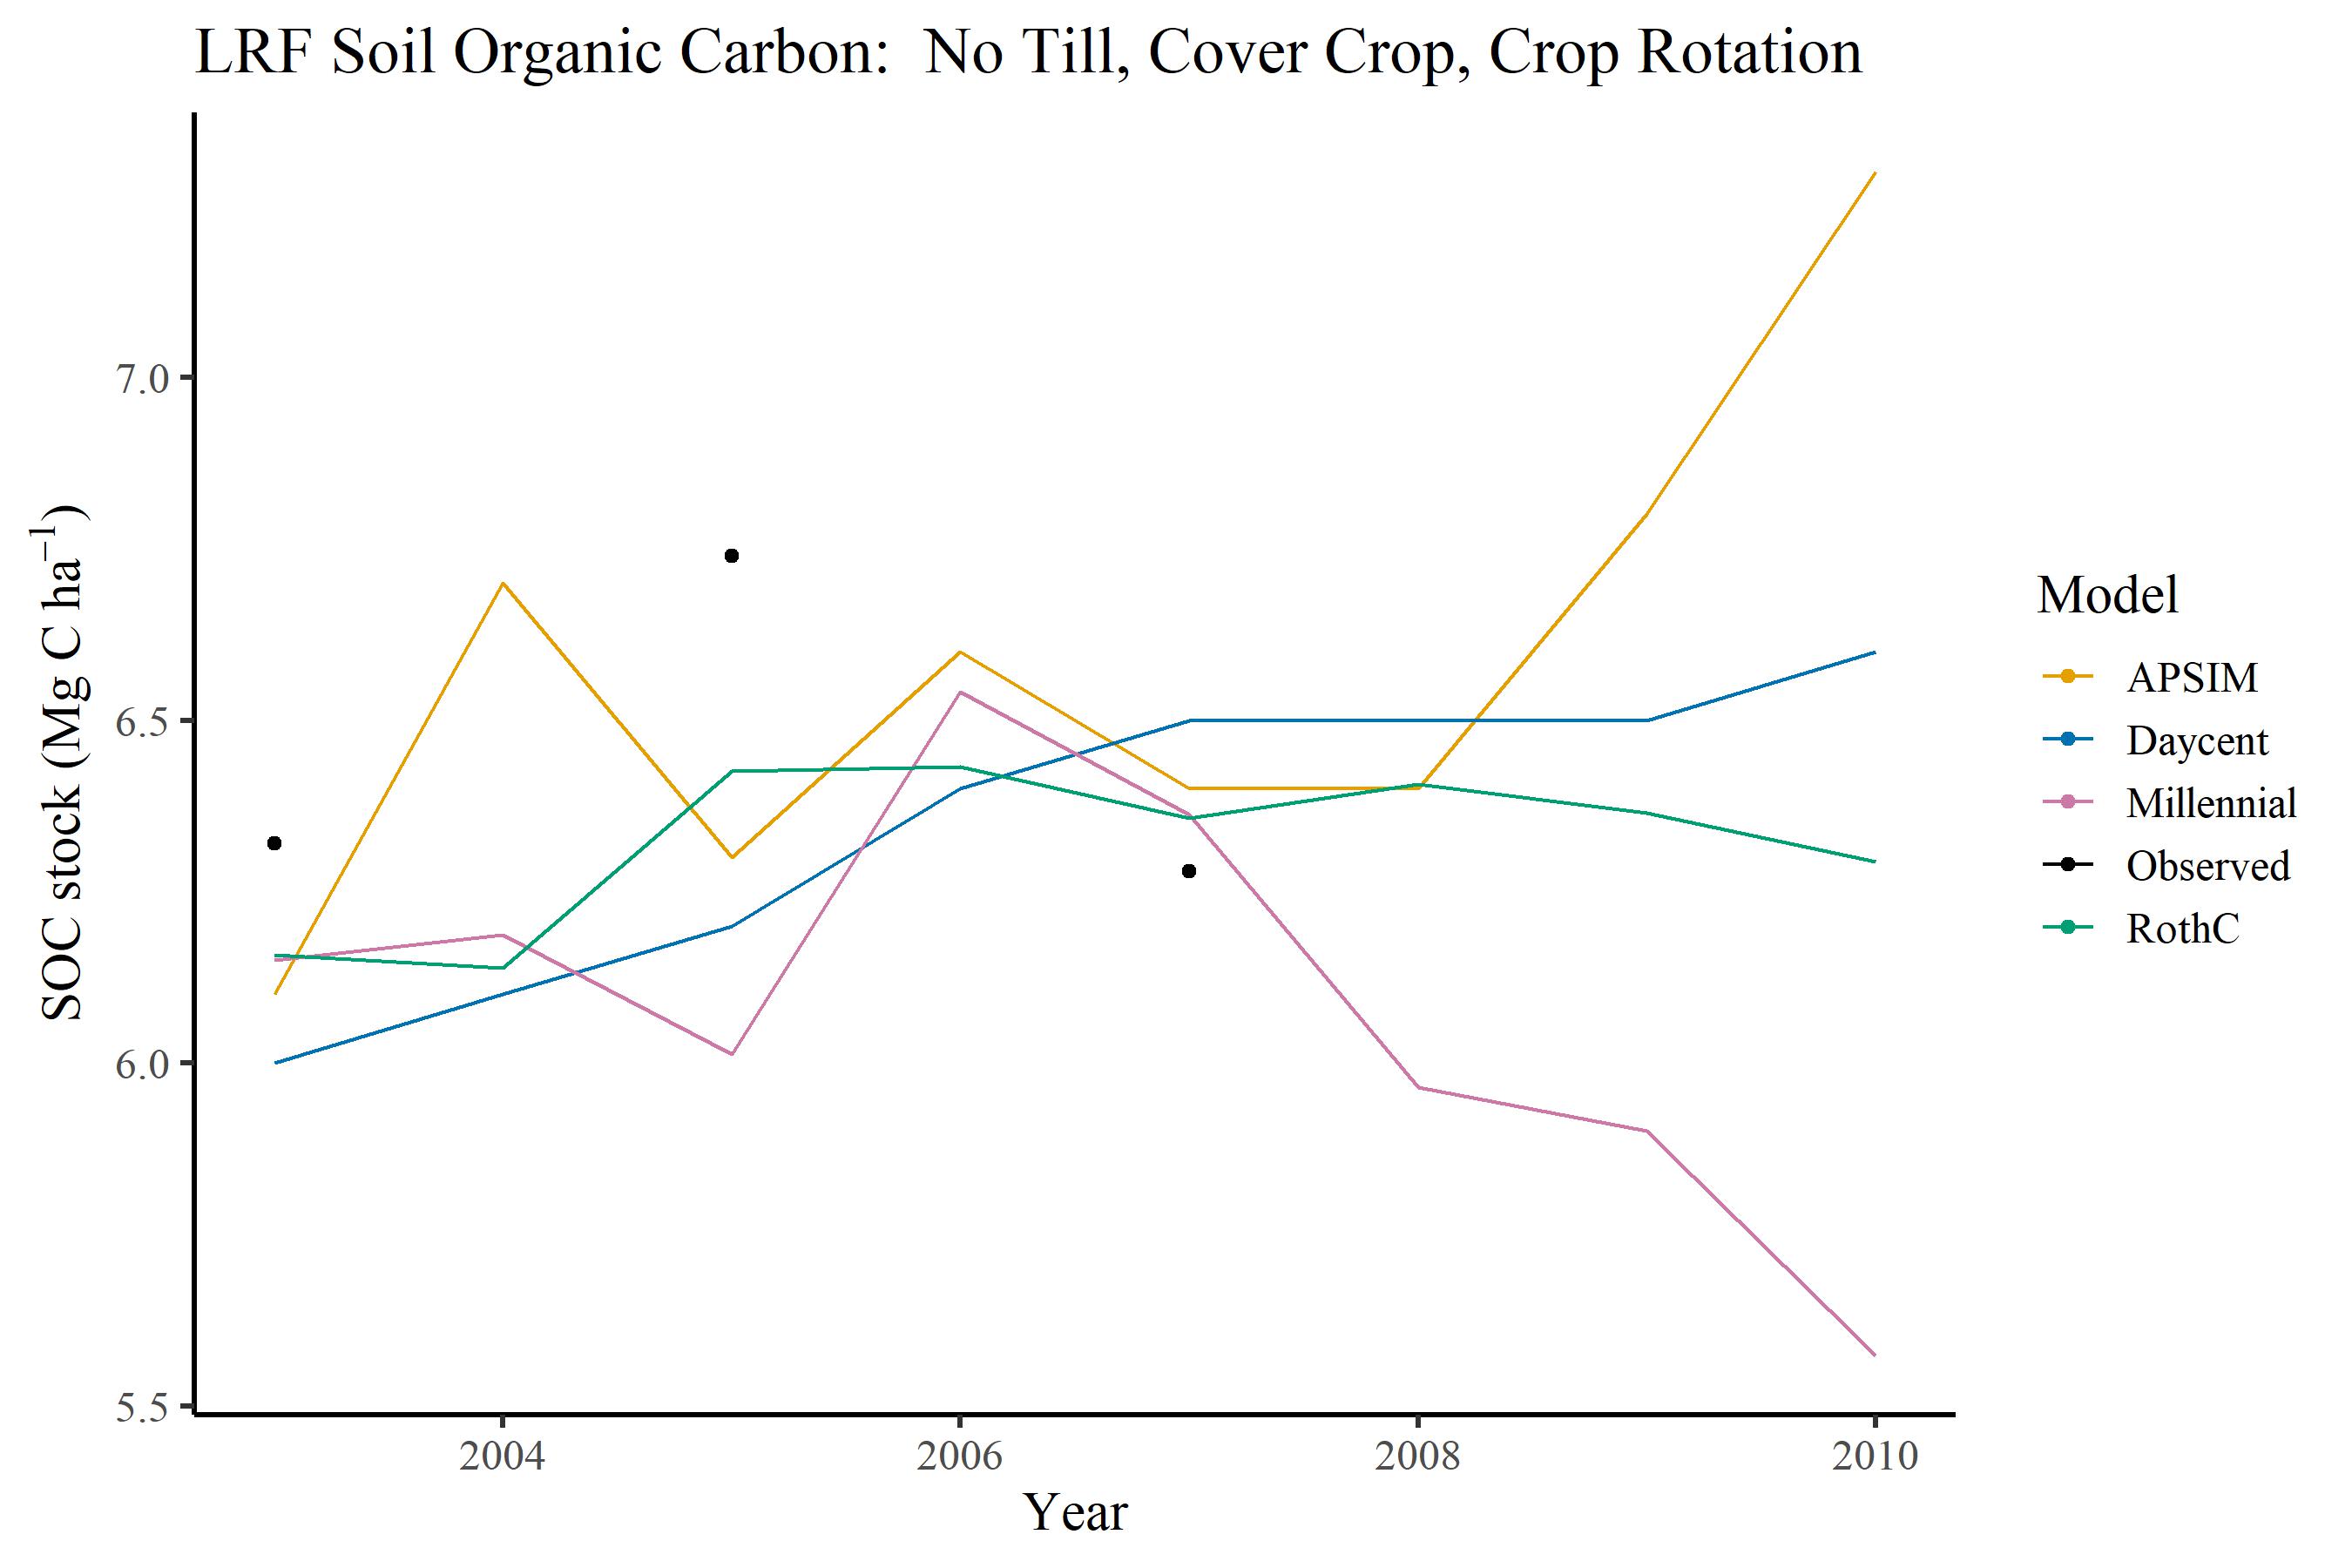 LRF Soil Organic Carbon:  No Till, Cover Crop, Crop Rotation
SOC stock (Mg C ha⁻¹)
7.0
6.5
6.0
5.5
2004
2006
2008
2010
Year
Model
APSIM
Daycent
Millennial
Observed
RothC